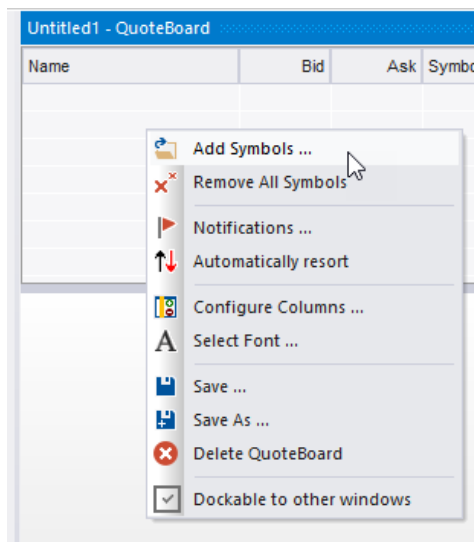 Untitled1 - QuoteBoard
Name Bid Ask Symbo
Add Symbols ...
Remove All Symbols
Notifications ...
Automatically resort
Configure Columns ...
Select Font ...
Save ...
Save As ...
Delete QuoteBoard
Dockable to other windows